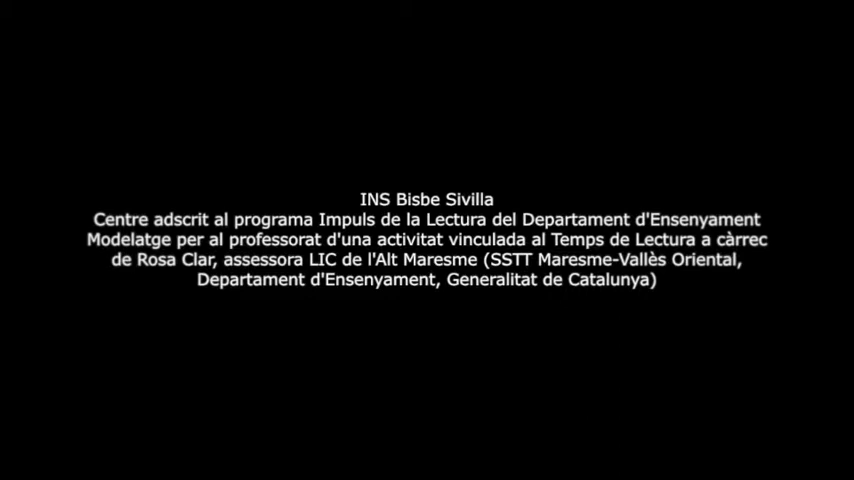 INS Bisbe Sivilla
Centre adscrit al programa Impuls de la Lectura del Departament d'Ensenyament
Modelatge per al professorat d'una activitat vinculada al Temps de Lectura a càrrec
de Rosa Clar, assessora LIC de l'Alt Maresme (SSTT Maresme-Vallès Oriental,
Departament d'Ensenyament, Generalitat de Catalunya)